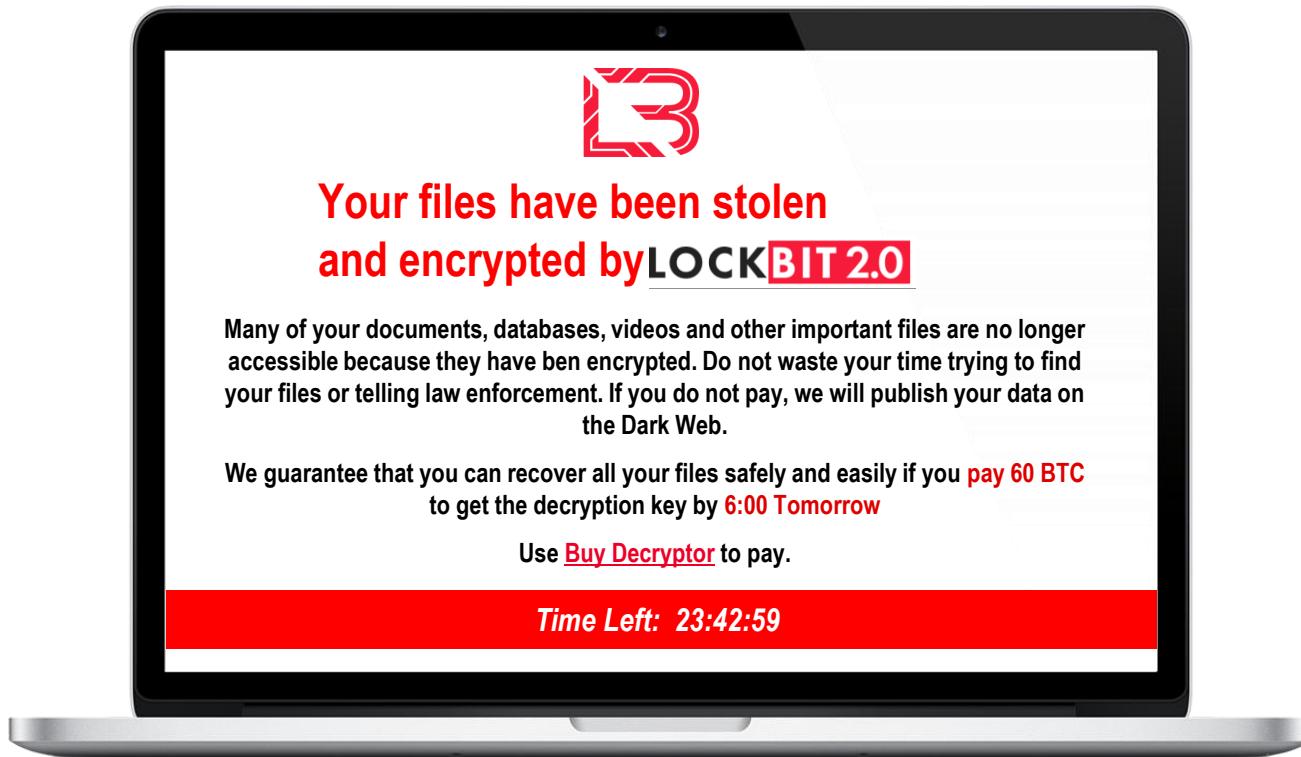 Your files have been stolen
and encrypted by LOCKBIT 2.0
Many of your documents, databases, videos and other important files are no longer
accessible because they have ben encrypted. Do not waste your time trying to find
your files or telling law enforcement. If you do not pay, we will publish your data on
the Dark Web.
We guarantee that you can recover all your files safely and easily if you pay 60 BTC
to get the decryption key by 6:00 Tomorrow
Use Buy Decryptor to pay.
Time Left: 23:42:59